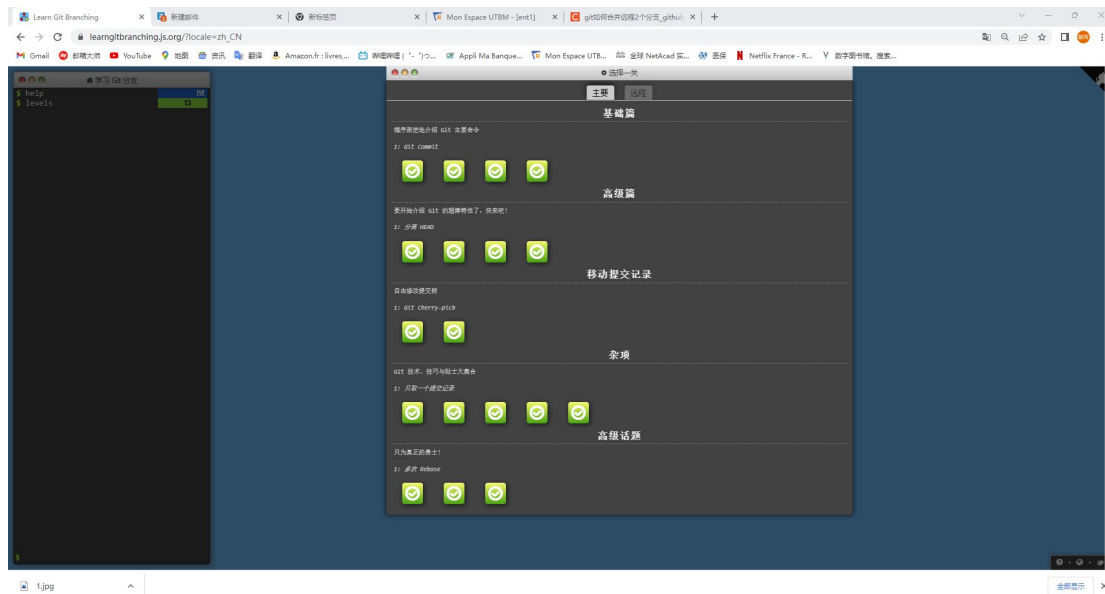 Learn Git Branching
新建邮件
新标签页
Mon Espace UTBM - [ent1]
git如何合并远程2个分支_github
learngitbranching.js.org/?locale=zh_CN
Gmail
邮箱大师
YouTube
地图
资讯
翻译
Amazon.fr : livres,...
哔哩哔哩 ( ゜- ゜)つ...
Appli Ma Banque...
Mon Espace UTB...
全球 NetAcad 实...
医保
Netflix France - R...
数字图书馆, 搜索...
学习 Git 分支
$ help
$ levels
$
选择一关
主要 远程
基础篇
循序渐进地介绍 Git 主要命令
1: Git Commit
高级篇
要开始介绍 Git 的超棒特性了，快来吧！
1: 分离 HEAD
移动提交记录
自由修改提交树
1: Git Cherry-pick
杂项
Git 技术、技巧与贴士大集合
1: 只取一个提交记录
高级话题
只为真正的勇士！
1: 多次 Rebase
1.jpg
全部显示